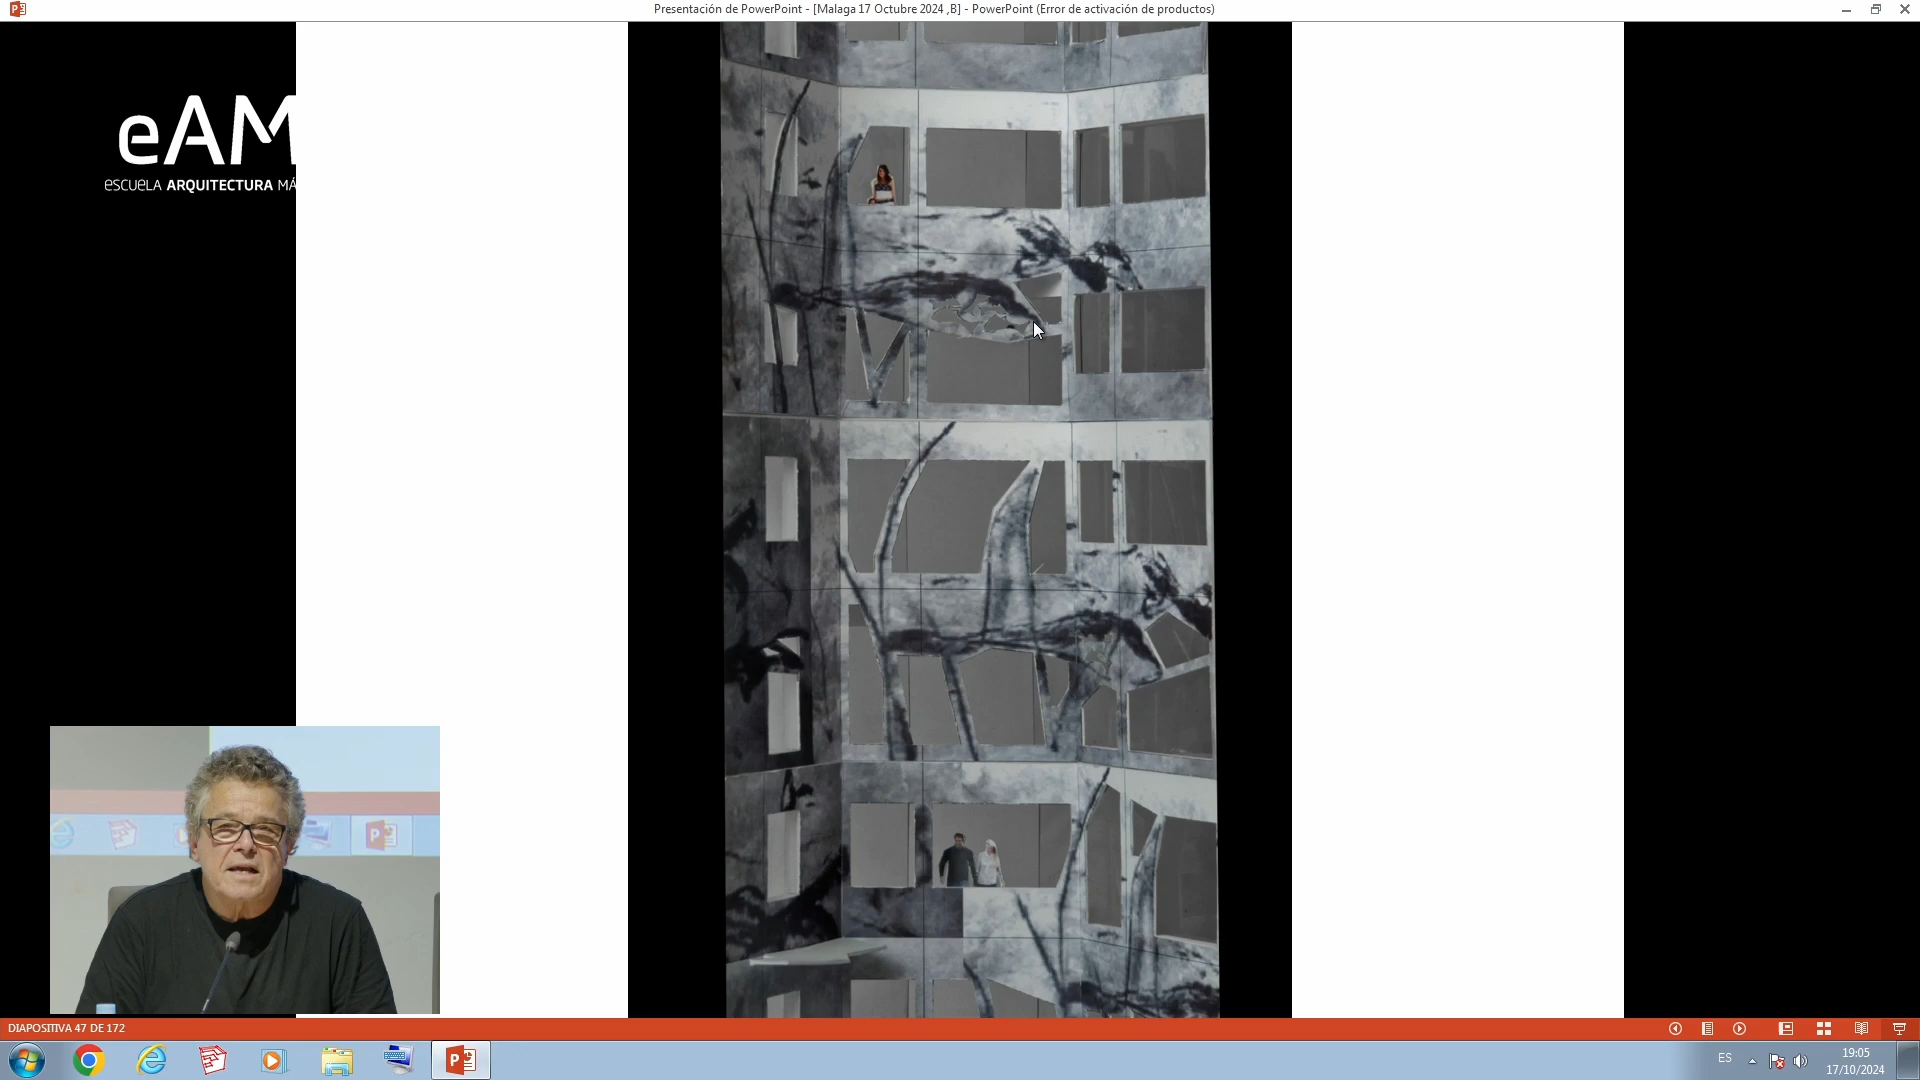 Presentación de PowerPoint - [Malaga 17 Octubre 2024 ,B] - PowerPoint (Error de activación de productos)
eAM
escuela ARQUITECTURA MÁ
DIAPOSITIVA 47 DE 172
ES
19:05
17/10/2024